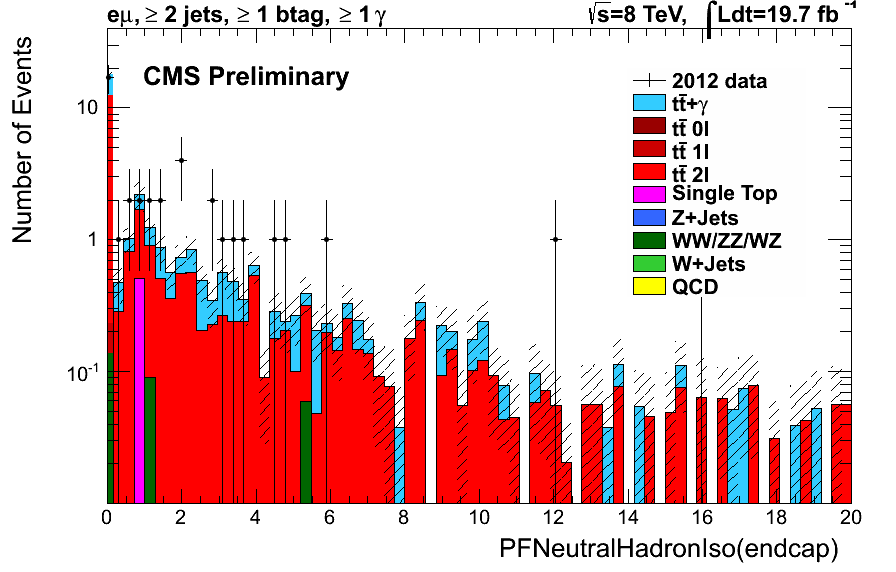 eμ, ≥ 2 jets, ≥ 1 btag, ≥ 1 γ
√s=8 TeV, ∫Ldt=19.7 fb⁻¹
CMS Preliminary
2012 data
tt̄+γ
tt̄ 0l
tt̄ 1l
tt̄ 2l
Single Top
Z+Jets
WW/ZZ/WZ
W+Jets
QCD
Number of Events
10
1
10⁻¹
0 2 4 6 8 10 12 14 16 18 20
PFNeutralHadronIso(endcap)